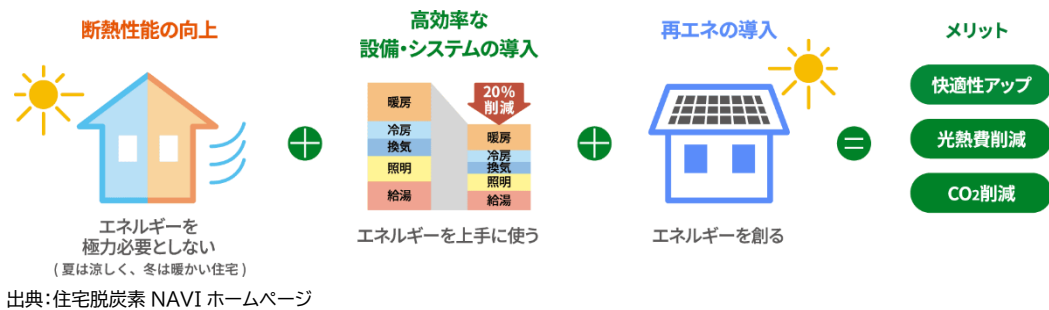 断熱性能の向上
エネルギーを
極力必要としない
(夏は涼しく、冬は暖かい住宅)
高効率な
設備・システムの導入
暖房
冷房
換気
照明
給湯
20%
削減
暖房
冷房
換気
照明
給湯
エネルギーを上手に使う
再エネの導入
エネルギーを創る
メリット
快適性アップ
光熱費削減
CO2削減
出典:住宅脱炭素 NAVI ホームページ